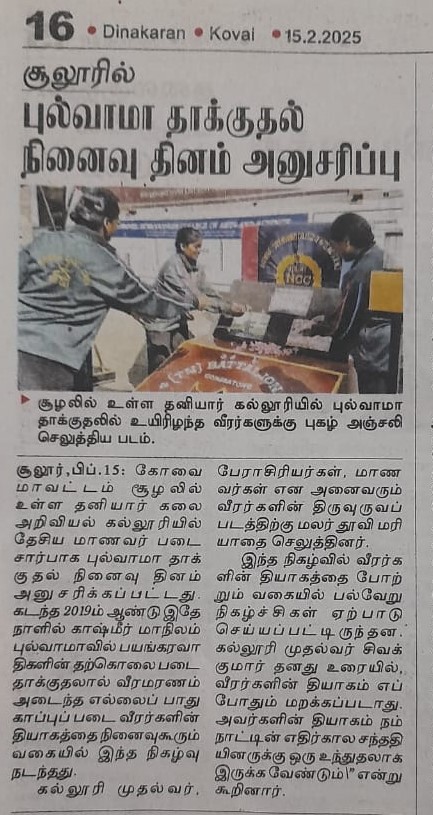 16 • Dinakaran • Kovai • 15.2.2025
சூலூரில்
புல்வாமா தாக்குதல்
நினைவு தினம் அனுசரிப்பு
NCC
(TN) BATTALION
சூழலில் உள்ள தனியார் கல்லூரியில் புல்வாமா
தாக்குதலில் உயிரிழந்த வீரர்களுக்கு புகழ் அஞ்சலி
செலுத்திய படம்.
சூலூர்,பிப்.15: கோவை
மாவட்டம் சூழலில்
உள்ள தனியார் கலை
அறிவியல் கல்லூரியில்
தேசிய மாணவர் படை
சார்பாக புல்வாமா தாக்
குதல் நினைவு தினம்
அனுசரிக்கப்பட்டது.
கடந்த 2019ம் ஆண்டு இதே
நாளில் காஷ்மீர் மாநிலம்
புல்வாமாவில் பயங்கரவா
திகளின் தற்கொலை படை
தாக்குதலால் வீரமரணம்
அடைந்த எல்லைப் பாது
காப்புப் படை வீரர்களின்
தியாகத்தை நினைவுகூரும்
வகையில் இந்த நிகழ்வு
நடந்தது.
கல்லூரி முதல்வர்,
பேராசிரியர்கள், மாண
வர்கள் என அனைவரும்
வீரர்களின் திருவுருவப்
படத்திற்கு மலர் தூவி மரி
யாதை செலுத்தினர்.
இந்த நிகழ்வில் வீரர்க
ளின் தியாகத்தை போற்
றும் வகையில் பல்வேறு
நிகழ்ச்சிகள் ஏற்பாடு
செய்யப்பட்டிருந்தன.
கல்லூரி முதல்வர் சிவக்
குமார் தனது உரையில்,
வீரர்களின் தியாகம் எப்
போதும் மறக்கப்படாது.
அவர்களின் தியாகம் நம்
நாட்டின் எதிர்கால சந்ததி
யினருக்கு ஒரு உந்துதலாக
இருக்க வேண்டும்\" என்று
கூறினார்.